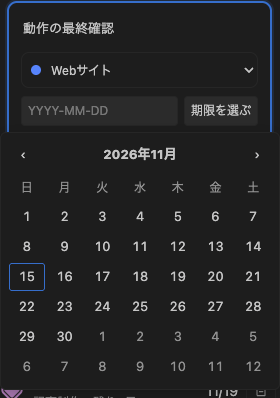 動作の最終確認
Webサイト
YYYY-MM-DD 期限を選ぶ
‹ 2026年11月 ›
日 月 火 水 木 金 土
1 2 3 4 5 6 7
8 9 10 11 12 13 14
15 16 17 18 19 20 21
22 23 24 25 26 27 28
29 30 1 2 3 4 5
6 7 8 9 10 11 12
11/19